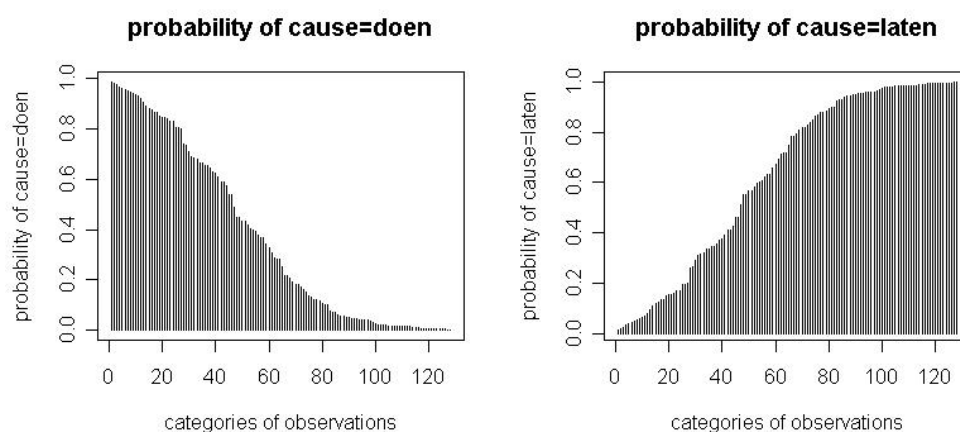 probability of cause=doen
probability of cause=doen
1.0
0.8
0.6
0.4
0.2
0.0
0 20 40 60 80 100 120
categories of observations
probability of cause=laten
probability of cause=laten
1.0
0.8
0.6
0.4
0.2
0.0
0 20 40 60 80 100 120
categories of observations